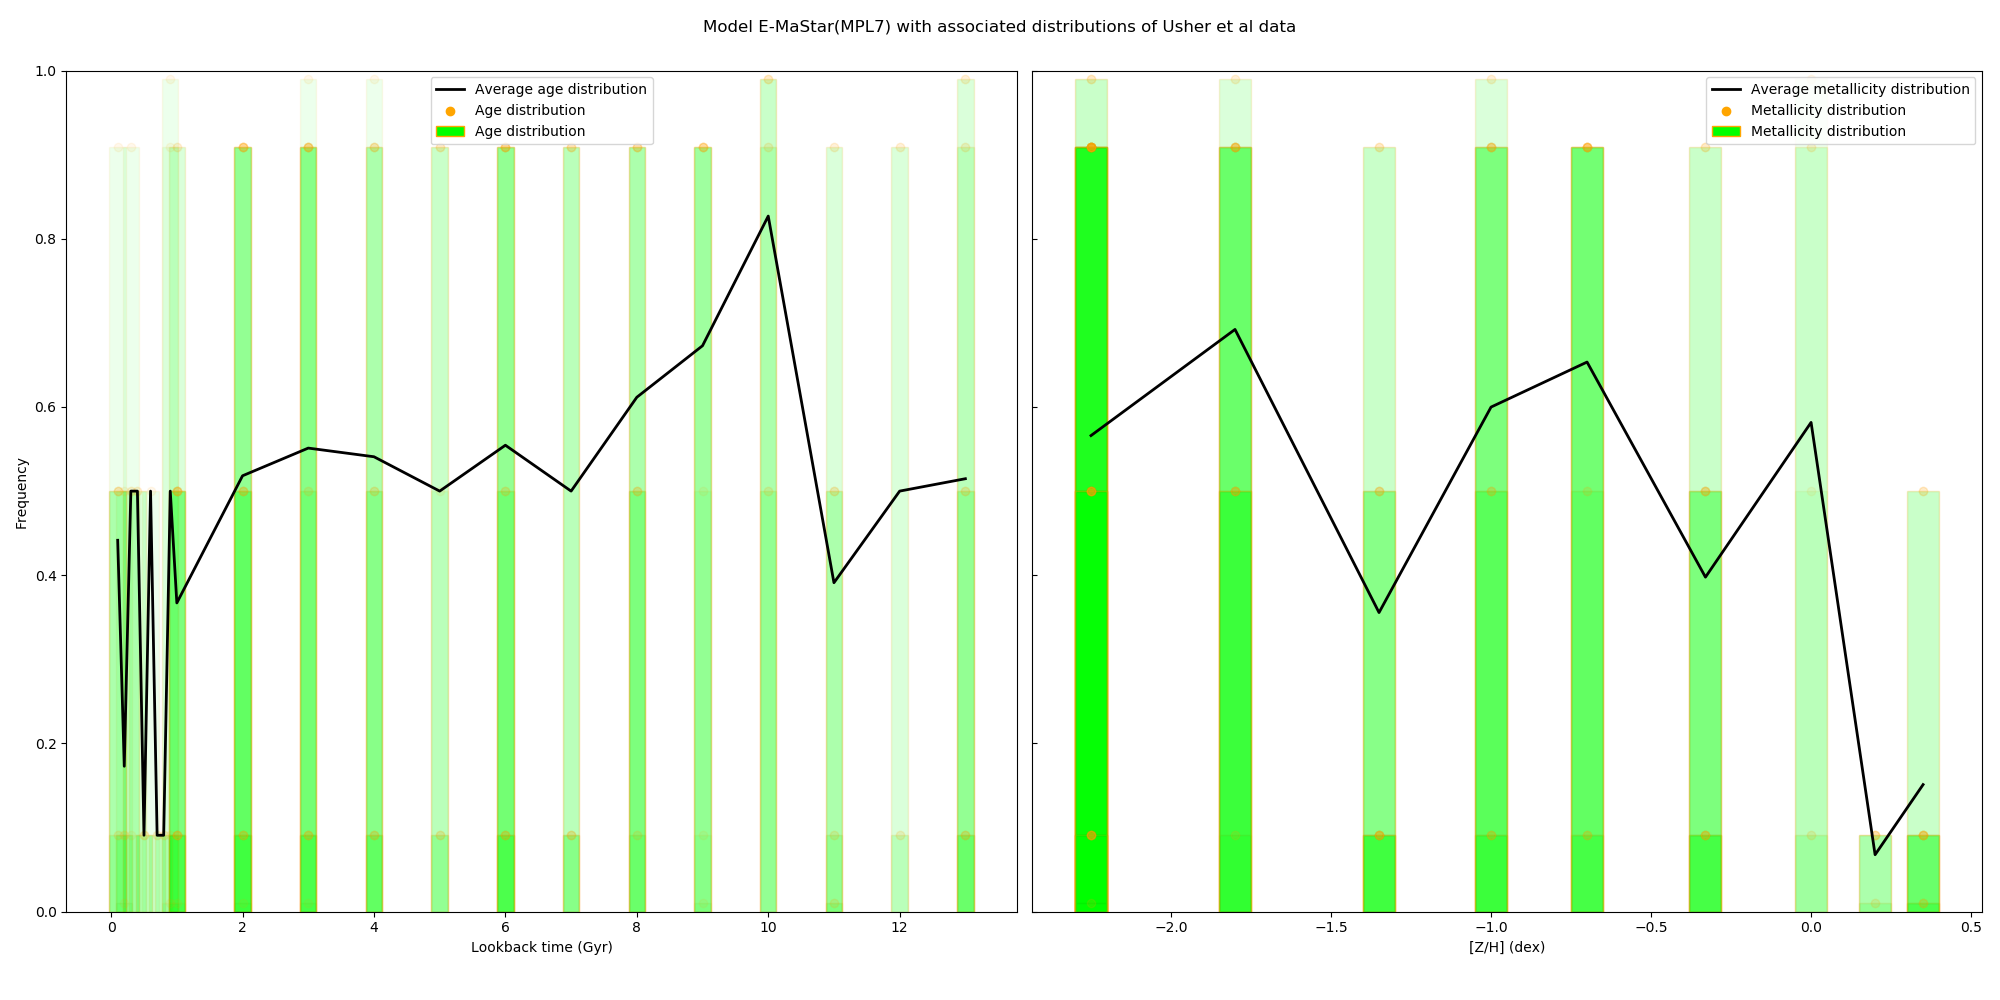 Model E-MaStar(MPL7) with associated distributions of Usher et al data
Average age distribution
Age distribution
Age distribution
Average metallicity distribution
Metallicity distribution
Metallicity distribution
Frequency
1.0
0.8
0.6
0.4
0.2
0.0
0 2 4 6 8 10 12
Lookback time (Gyr)
−2.0 −1.5 −1.0 −0.5 0.0 0.5
[Z/H] (dex)